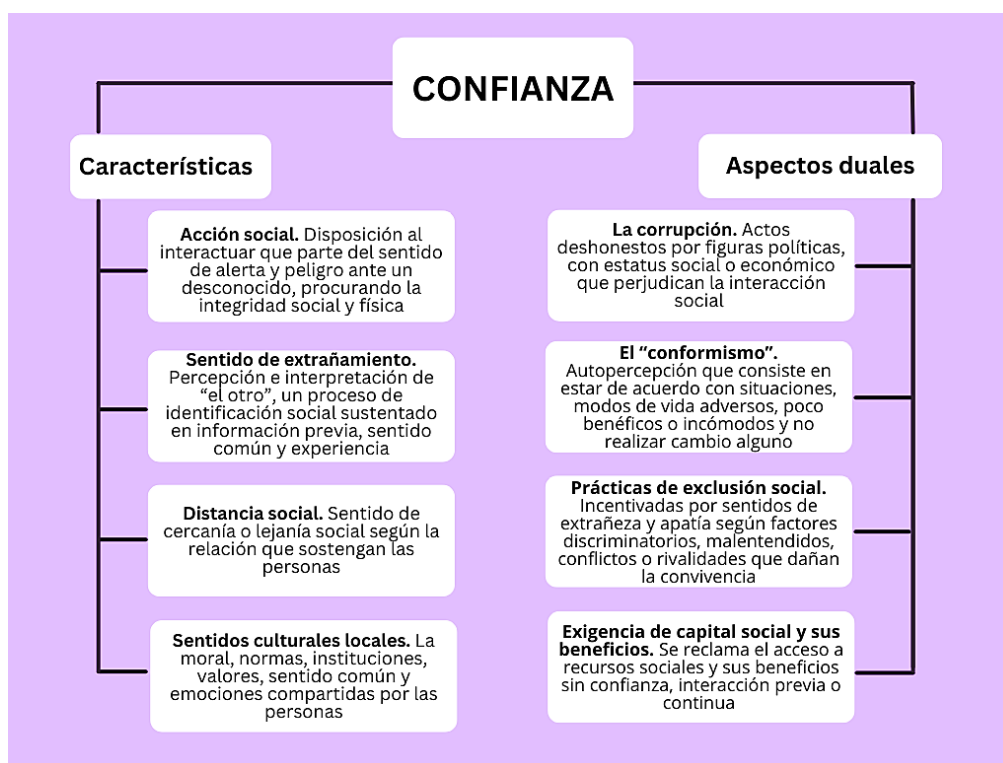 CONFIANZA
Características
Acción social. Disposición al
interactuar que parte del sentido
de alerta y peligro ante un
desconocido, procurando la
integridad social y física
Sentido de extrañamiento.
Percepción e interpretación de
“el otro”, un proceso de
identificación social sustentado
en información previa, sentido
común y experiencia
Distancia social. Sentido de
cercanía o lejanía social según la
relación que sostengan las
personas
Sentidos culturales locales. La
moral, normas, instituciones,
valores, sentido común y
emociones compartidas por las
personas
Aspectos duales
La corrupción. Actos
deshonestos por figuras políticas,
con estatus social o económico
que perjudican la interacción
social
El “conformismo”.
Autopercepción que consiste en
estar de acuerdo con situaciones,
modos de vida adversos, poco
benéficos o incómodos y no
realizar cambio alguno
Prácticas de exclusión social.
Incentivadas por sentidos de
extrañeza y apatía según factores
discriminatorios, malentendidos,
conflictos o rivalidades que dañan
la convivencia
Exigencia de capital social y sus
beneficios. Se reclama el acceso a
recursos sociales y sus beneficios
sin confianza, interacción previa o
continua